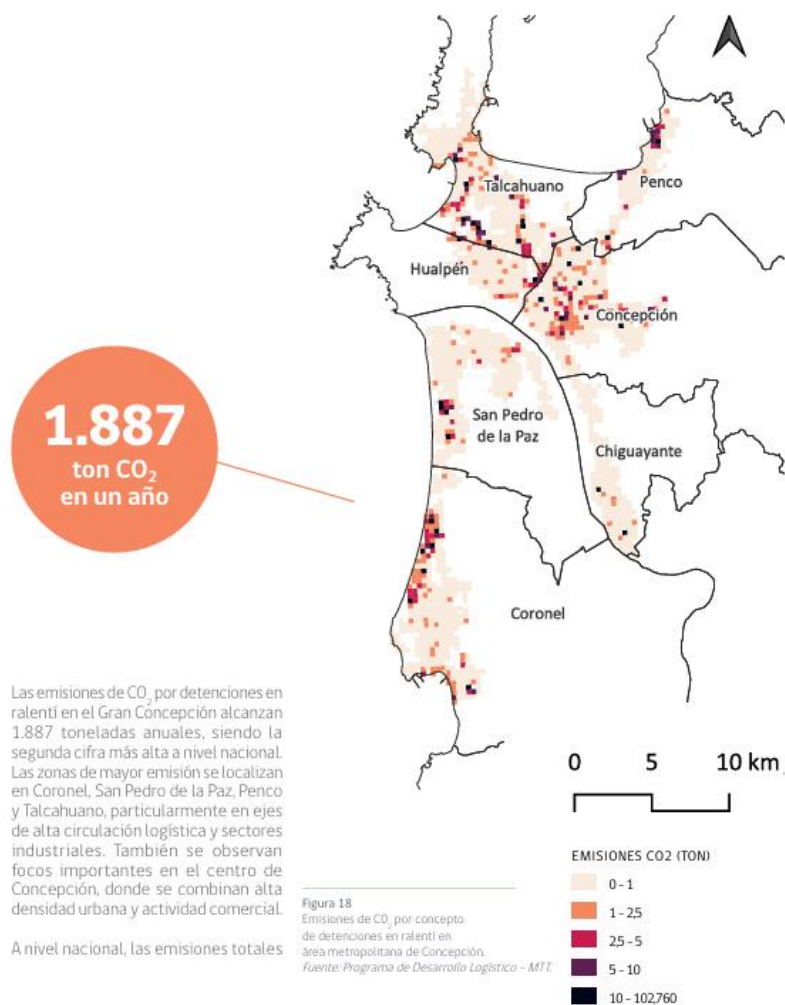 Talcahuano
Penco
Hualpén
Concepción
San Pedro
de la Paz
Chiguayante
Coronel
1.887
ton CO₂
en un año
Las emisiones de CO₂ por detenciones en
ralentí en el Gran Concepción alcanzan
1.887 toneladas anuales, siendo la
segunda cifra más alta a nivel nacional.
Las zonas de mayor emisión se localizan
en Coronel, San Pedro de la Paz, Penco
y Talcahuano, particularmente en ejes
de alta circulación logística y sectores
industriales. También se observan
focos importantes en el centro de
Concepción, donde se combinan alta
densidad urbana y actividad comercial.
A nivel nacional, las emisiones totales
Figura 18
Emisiones de CO₂ por concepto
de detenciones en ralentí en
área metropolitana de Concepción.
Fuente: Programa de Desarrollo Logístico - MTT.
0 5 10 km
EMISIONES CO2 (TON)
0 - 1
1 - 2,5
2,5 - 5
5 - 10
10 - 102,760